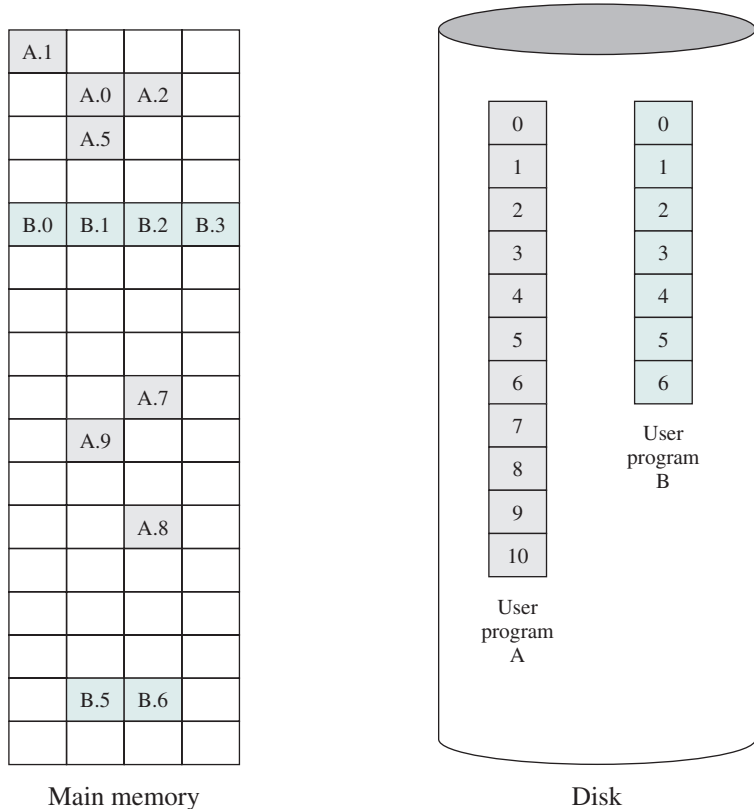 A.1
A.0 A.2
A.5
B.0 B.1 B.2 B.3
A.7
A.9
A.8
B.5 B.6
Main memory
0
1
2
3
4
5
6
7
8
9
10
User
program
A
0
1
2
3
4
5
6
User
program
B
Disk